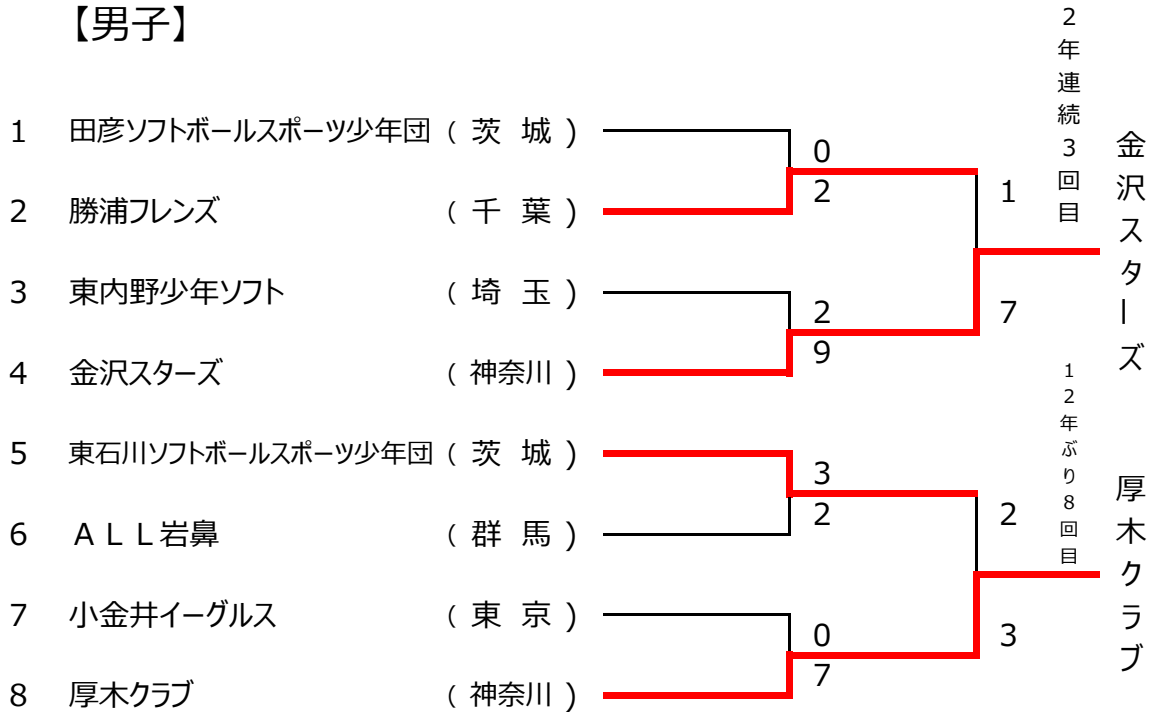 【男子】
1 田彦ソフトボールスポーツ少年団 ( 茨 城 )
2 勝浦フレンズ ( 千 葉 )
3 東内野少年ソフト ( 埼 玉 )
4 金沢スターズ ( 神奈川 )
5 東石川ソフトボールスポーツ少年団 ( 茨 城 )
6 ＡＬＬ岩鼻 ( 群 馬 )
7 小金井イーグルス ( 東 京 )
8 厚木クラブ ( 神奈川 )
0
2
2
9
3
2
0
7
1
7
2
3
2年連続3回目
金沢スターズ
12年ぶり8回目
厚木クラブ